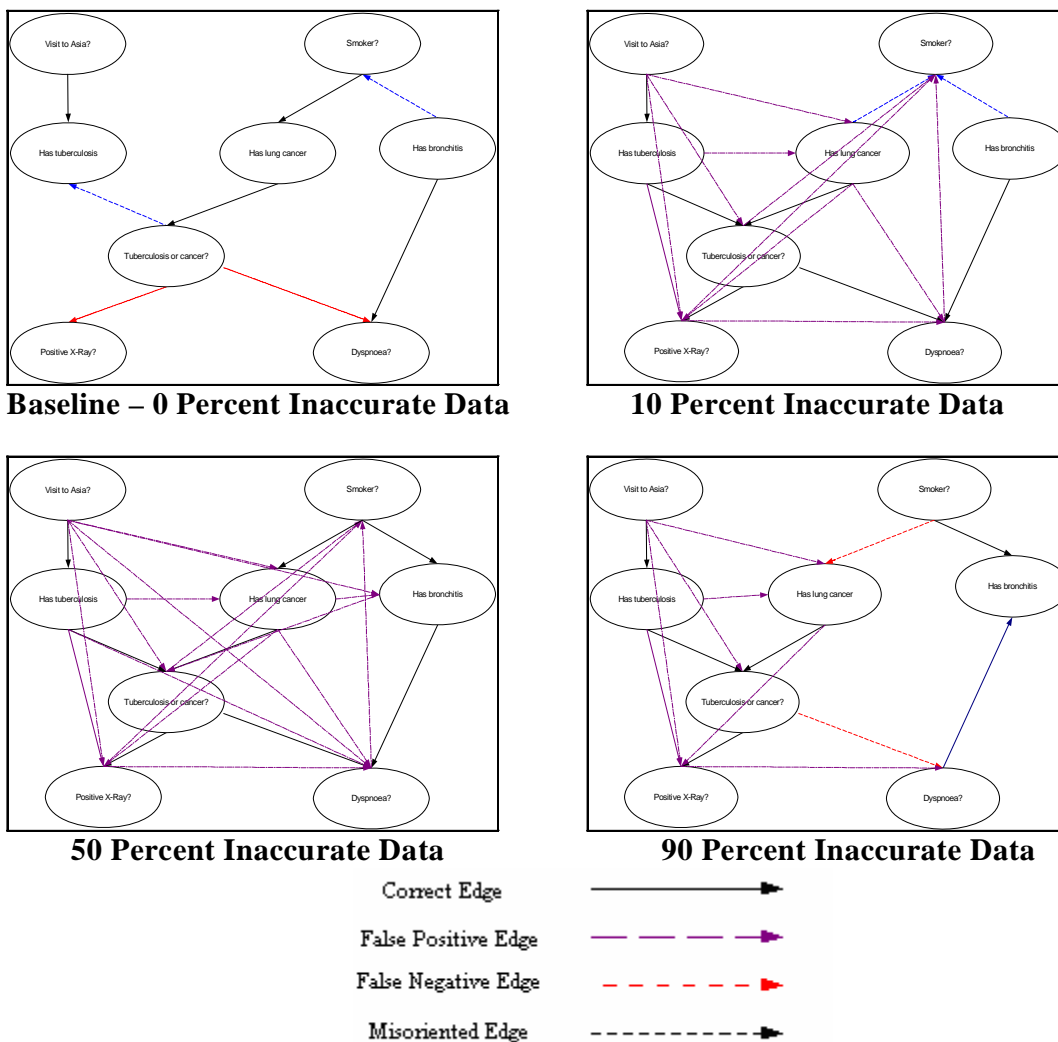 Visit to Asia?
Smoker?
Has tuberculosis
Has lung cancer
Has bronchitis
Tuberculosis or cancer?
Positive X-Ray?
Dyspnoea?
Baseline – 0 Percent Inaccurate Data
Visit to Asia?
Smoker?
Has tuberculosis
Has lung cancer
Has bronchitis
Tuberculosis or cancer?
Positive X-Ray?
Dyspnoea?
10 Percent Inaccurate Data
Visit to Asia?
Smoker?
Has tuberculosis
Has lung cancer
Has bronchitis
Tuberculosis or cancer?
Positive X-Ray?
Dyspnoea?
50 Percent Inaccurate Data
Visit to Asia?
Smoker?
Has tuberculosis
Has lung cancer
Has bronchitis
Tuberculosis or cancer?
Positive X-Ray?
Dyspnoea?
90 Percent Inaccurate Data
Correct Edge
False Positive Edge
False Negative Edge
Misoriented Edge